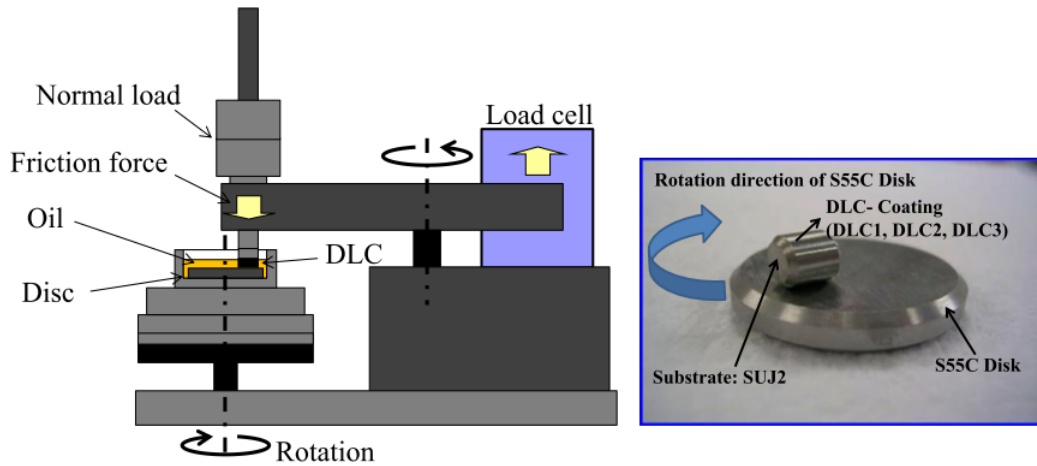 Normal load
Friction force
Oil
Disc
DLC
Load cell
Rotation
Rotation direction of S55C Disk
DLC- Coating
(DLC1, DLC2, DLC3)
Substrate: SUJ2
S55C Disk